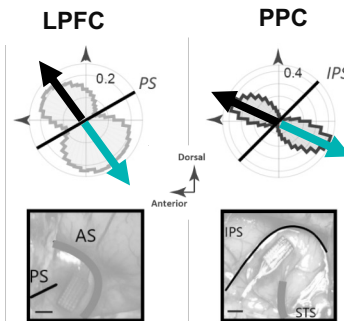 LPFC
PPC
0.2
PS
0.4
IPS
Dorsal
Anterior
AS
PS
IPS
STS